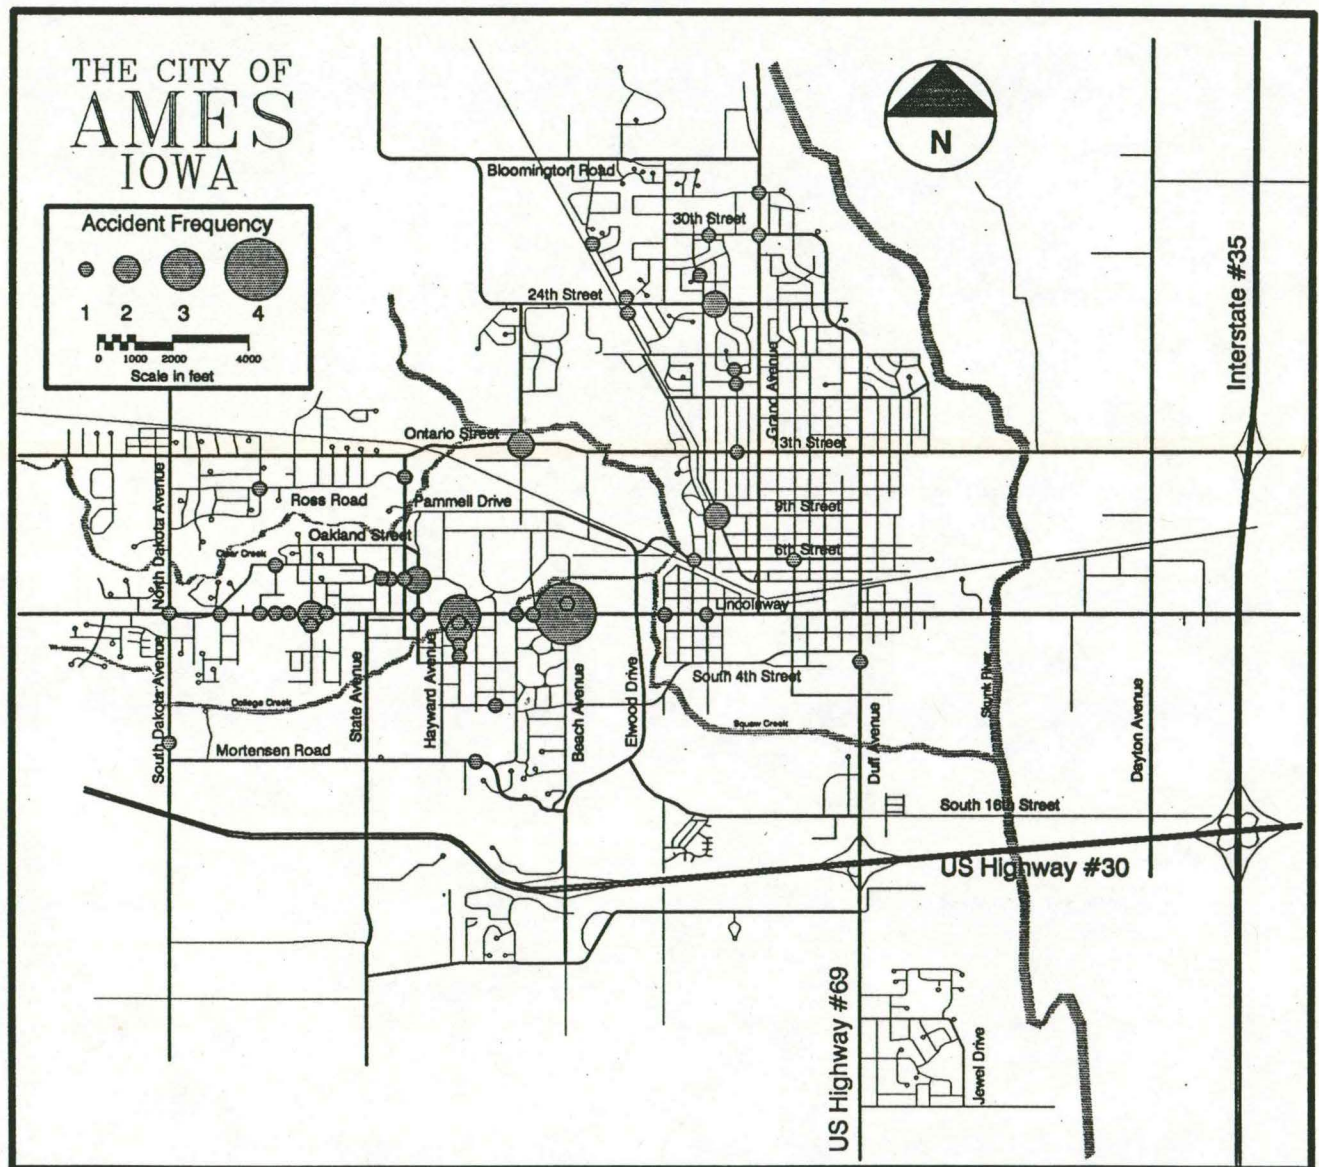 THE CITY OF
AMES
IOWA
Accident Frequency
1 2 3 4
0 1000 2000 4000
Scale in feet
N
Bloomington Road
30th Street
24th Street
Interstate #35
Grand Avenue
Ontario Street
13th Street
North Dakota Avenue
Ross Road
Pammell Drive
9th Street
Oakland Street
Clear Creek
6th Street
Lincolnway
South Dakota Avenue
State Avenue
Hayward Avenue
Beach Avenue
Elwood Drive
South 4th Street
Skunk River
College Creek
Squaw Creek
Duff Avenue
Dayton Avenue
Mortensen Road
South 16th Street
US Highway #30
US Highway #69
Jewel Drive